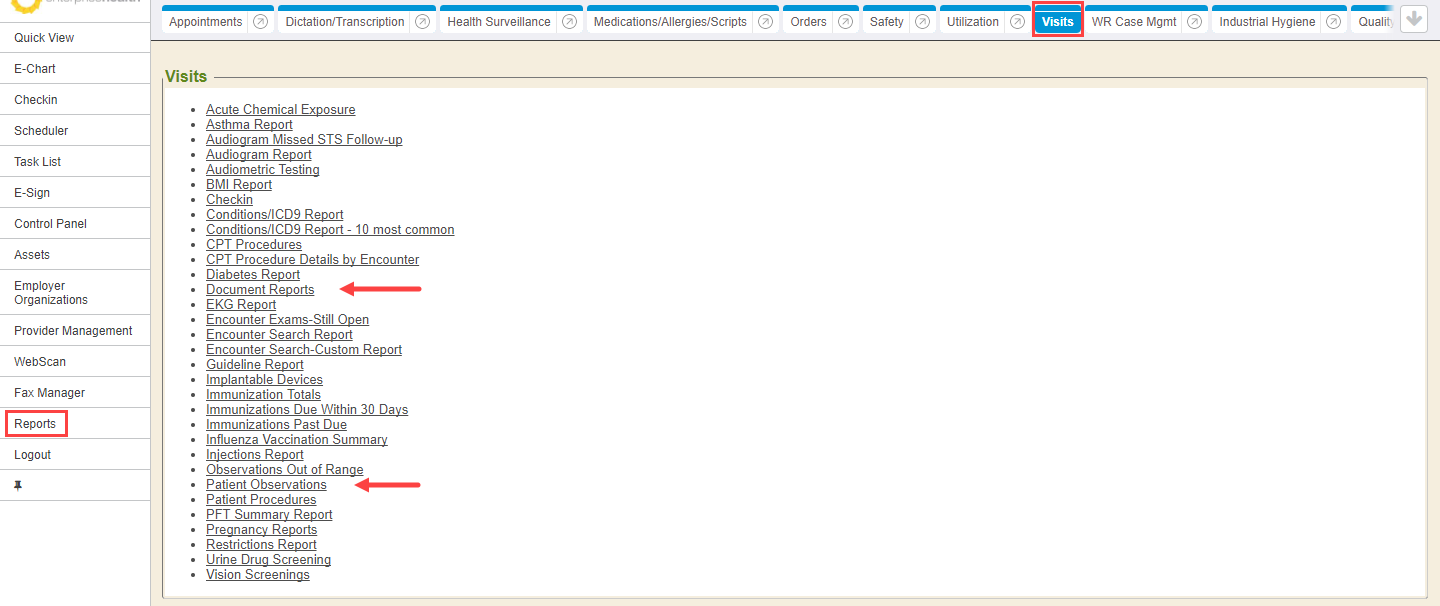 Quick View
E-Chart
Checkin
Scheduler
Task List
E-Sign
Control Panel
Assets
Employer
Organizations
Provider Management
WebScan
Fax Manager
Reports
Logout
Appointments Dictation/Transcription Health Surveillance Medications/Allergies/Scripts Orders Safety Utilization Visits WR Case Mgmt Industrial Hygiene Quality
Visits
Acute Chemical Exposure
Asthma Report
Audiogram Missed STS Follow-up
Audiogram Report
Audiometric Testing
BMI Report
Checkin
Conditions/ICD9 Report
Conditions/ICD9 Report - 10 most common
CPT Procedures
CPT Procedure Details by Encounter
Diabetes Report
Document Reports
EKG Report
Encounter Exams-Still Open
Encounter Search Report
Encounter Search-Custom Report
Guideline Report
Implantable Devices
Immunization Totals
Immunizations Due Within 30 Days
Immunizations Past Due
Influenza Vaccination Summary
Injections Report
Observations Out of Range
Patient Observations
Patient Procedures
PFT Summary Report
Pregnancy Reports
Restrictions Report
Urine Drug Screening
Vision Screenings